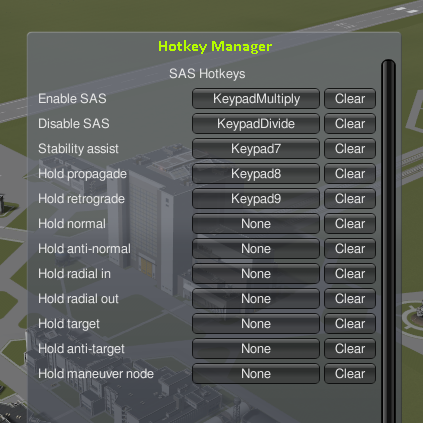 Hotkey Manager
SAS Hotkeys
Enable SAS KeypadMultiply Clear
Disable SAS KeypadDivide Clear
Stability assist Keypad7 Clear
Hold propagade Keypad8 Clear
Hold retrograde Keypad9 Clear
Hold normal None Clear
Hold anti-normal None Clear
Hold radial in None Clear
Hold radial out None Clear
Hold target None Clear
Hold anti-target None Clear
Hold maneuver node None Clear